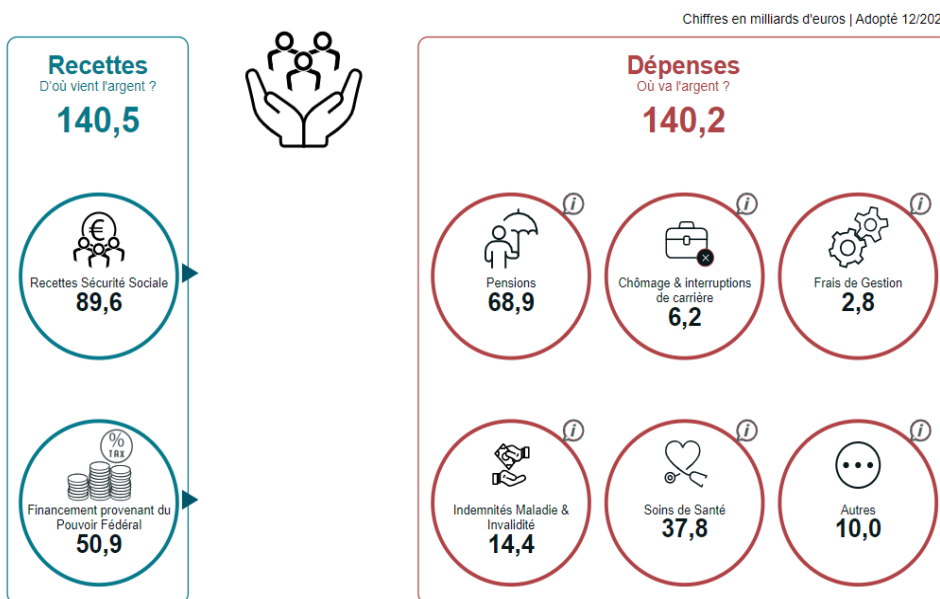 Chiffres en milliards d'euros | Adopté 12/202
Recettes
D'où vient l'argent ?
140,5
€
Recettes Sécurité Sociale
89,6
%
TAX
Financement provenant du
Pouvoir Fédéral
50,9
Dépenses
Où va l'argent ?
140,2
i
Pensions
68,9
i
Chômage & interruptions
de carrière
6,2
i
Frais de Gestion
2,8
i
Indemnités Maladie &
Invalidité
14,4
i
Soins de Santé
37,8
i
Autres
10,0